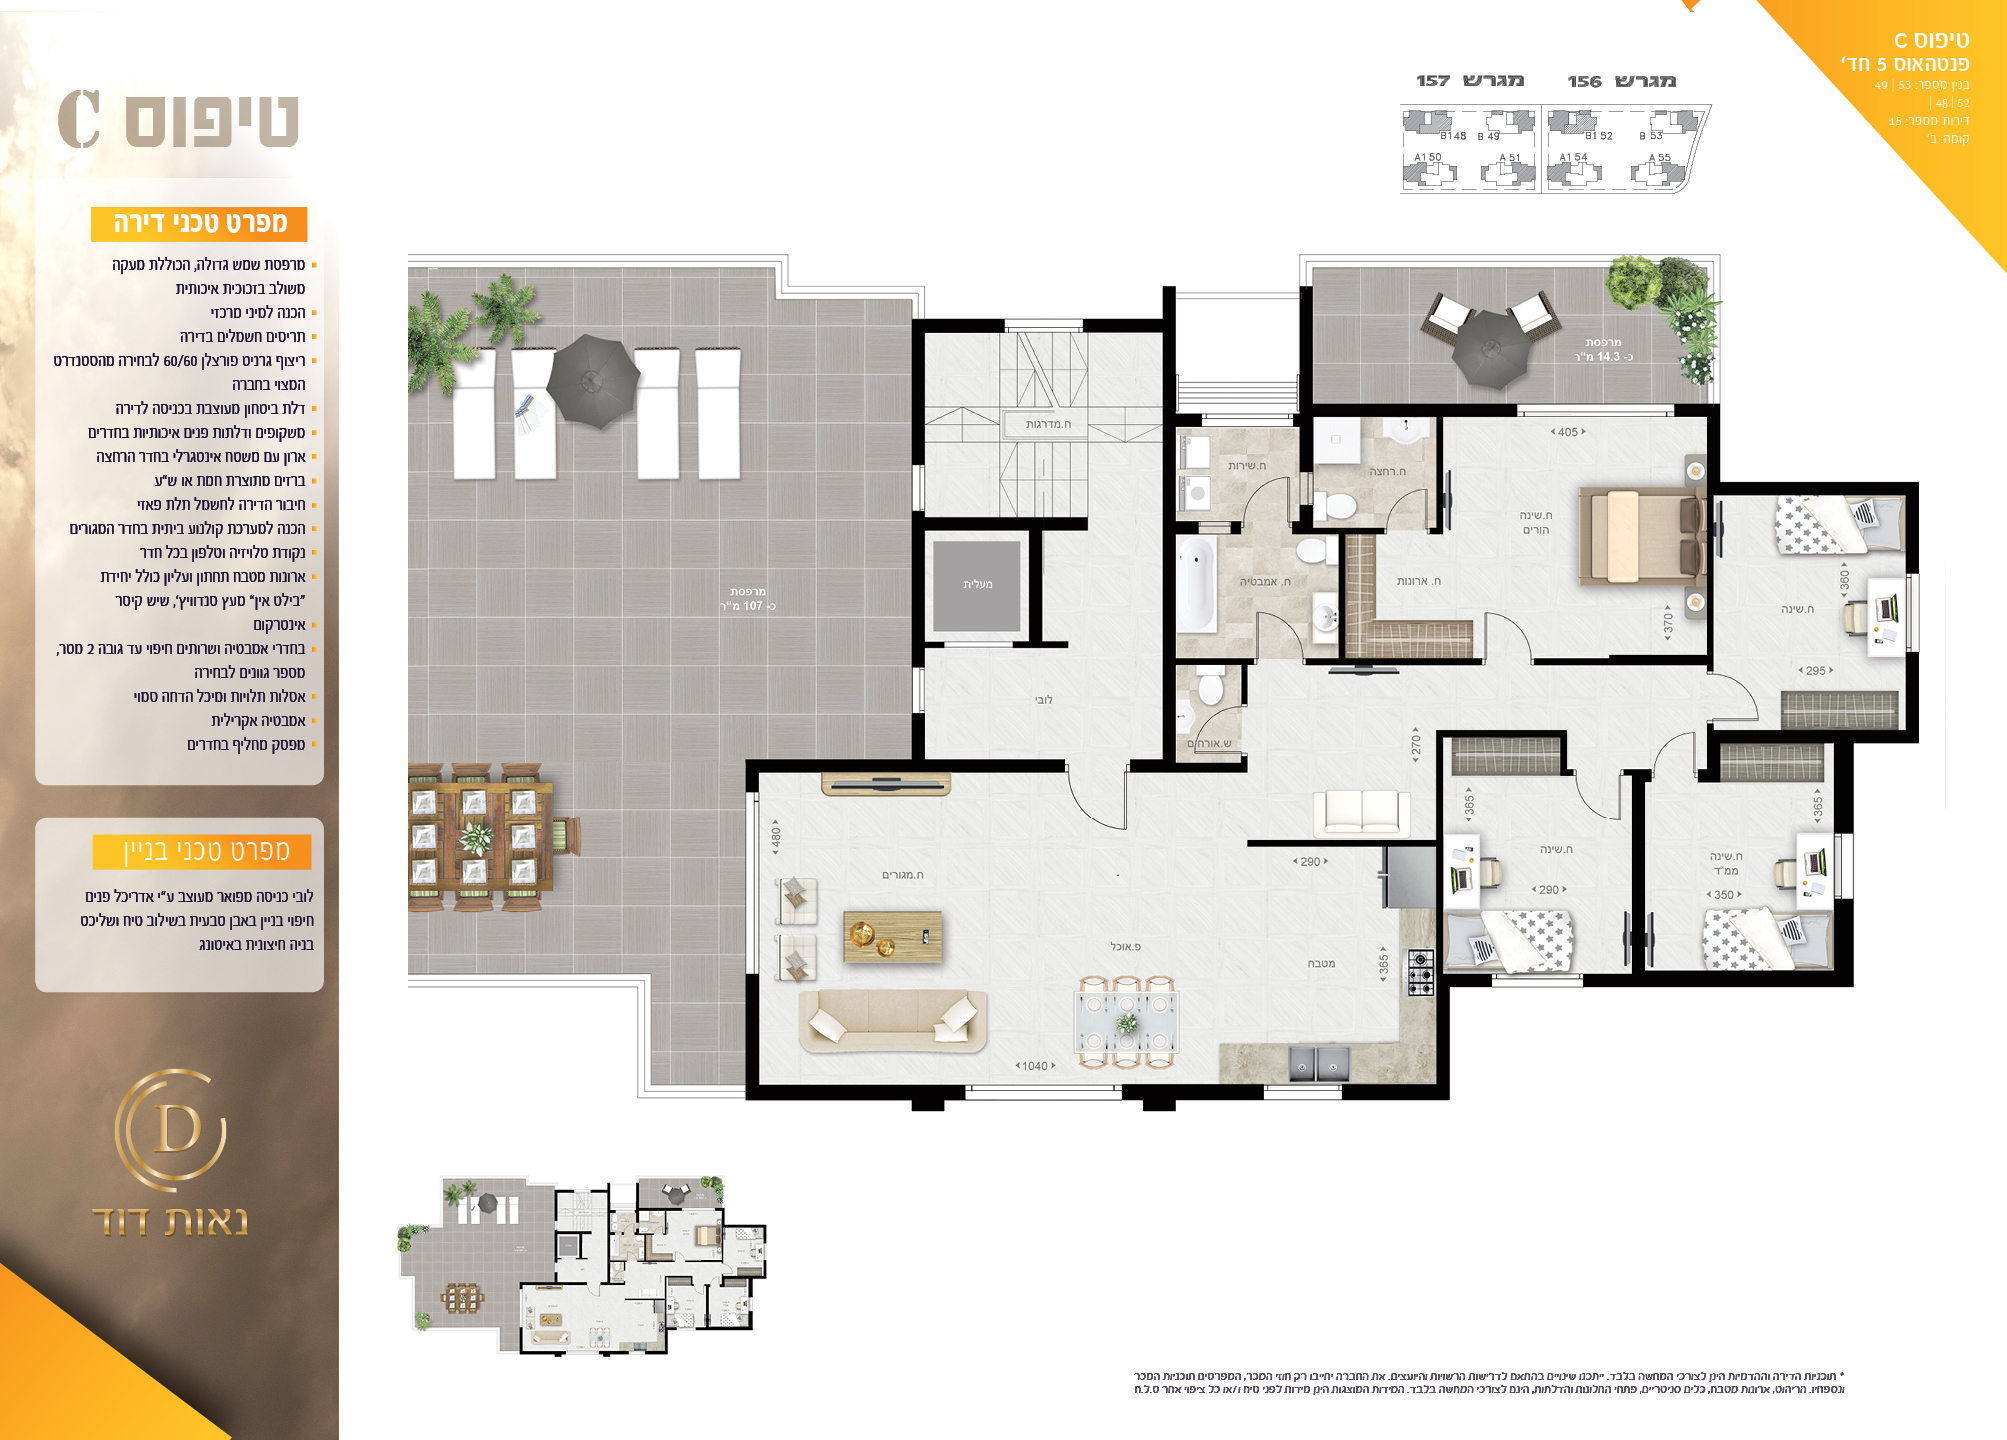 טיפוס C
פנטהאוס 5 חד'
בנין מספר: 53 | 49
52 | 48 |
דירות מספר: 15
קומה: ב'
מגרש 156
מגרש 157
B1 48
B 49
B1 52
B 53
A1 50
A 51
A1 54
A 55
טיפוס C
מפרט טכני דירה
מרפסת שמש גדולה, הכוללת מעקה
משולב בזכוכית איכותית
הכנה למיני מרכזי
תריסים חשמלים בדירה
ריצוף גרניט פורצלן 60/60 לבחירה מהסטנדרט
המצוי בחברה
דלת ביטחון מעוצבת בכניסה לדירה
משקופים ודלתות פנים איכותיות בחדרים
ארון עם משטח אינטגרלי בחדר הרחצה
ברזים מתוצרת חמת או ש"ע
חיבור הדירה לחשמל תלת פאזי
הכנה למערכת קולנוע ביתית בחדר המגורים
נקודת טלויזיה וטלפון בכל חדר
ארונות מטבח תחתון ועליון כולל יחידת
"בילט אין" מעץ סנדוויץ', שיש קיסר
אינטרקום
בחדרי אמבטיה ושרותים חיפוי עד גובה 2 מטר,
מספר גוונים לבחירה
אסלות תלויות ומיכל הדחה סמוי
אמבטיה אקרילית
מפסק מחליף בחדרים
מפרט טכני בניין
לובי כניסה מפואר מעוצב ע"י אדריכל פנים
חיפוי בניין באבן טבעית בשילוב טיח ושליכט
בניה חיצונית באיטונג
D
נאות דוד
מרפסת
כ- 14.3 מ"ר
ח.מדרגות
ח.שירות
ח.רחצה
405
ח.שינה
הורים
מעלית
ח. אמבטיה
ח. ארונות
370
360
ח.שינה
295
מרפסת
כ- 107 מ"ר
לובי
ש.אורחים
270
365
365
480
ח.מגורים
290
ח.שינה
290
ח.שינה
ממ"ד
350
פ.אוכל
מטבח
365
1040
* תוכניות הדירה וההדמיות הינן לצורכי המחשה בלבד. ייתכנו שינויים בהתאם לדרישות הרשויות והיועצים. את החברה יחייבו רק חוזי המכר, המפרטים תוכניות המכר
ונספחיו. הריהוט, ארונות מטבח, כלים סניטריים, פתחי החלונות והדלתות, הינם לצורכי המחשה בלבד. המידות המוצגות הינן מידות לפני טיח ו/או כל ציפוי אחר ט.ל.ח